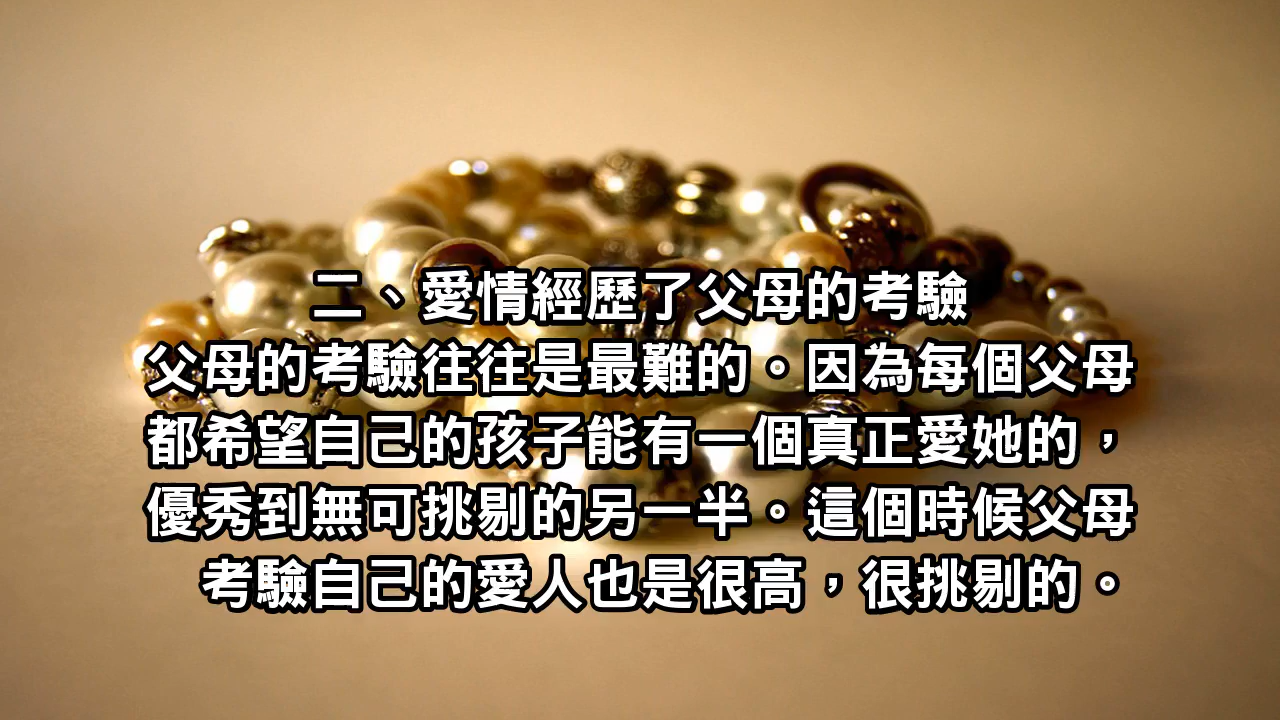 二、愛情經歷了父母的考驗
父母的考驗往往是最難的。因為每個父母
都希望自己的孩子能有一個真正愛她的，
優秀到無可挑剔的另一半。這個時候父母
考驗自己的愛人也是很高，很挑剔的。